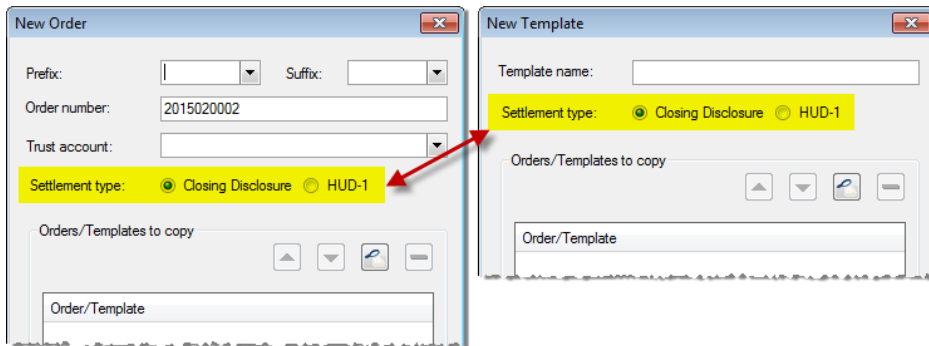 New Order
Prefix: Suffix:
Order number: 2015020002
Trust account:
Settlement type: Closing Disclosure HUD-1
Orders/Templates to copy
Order/Template
New Template
Template name:
Settlement type: Closing Disclosure HUD-1
Orders/Templates to copy
Order/Template